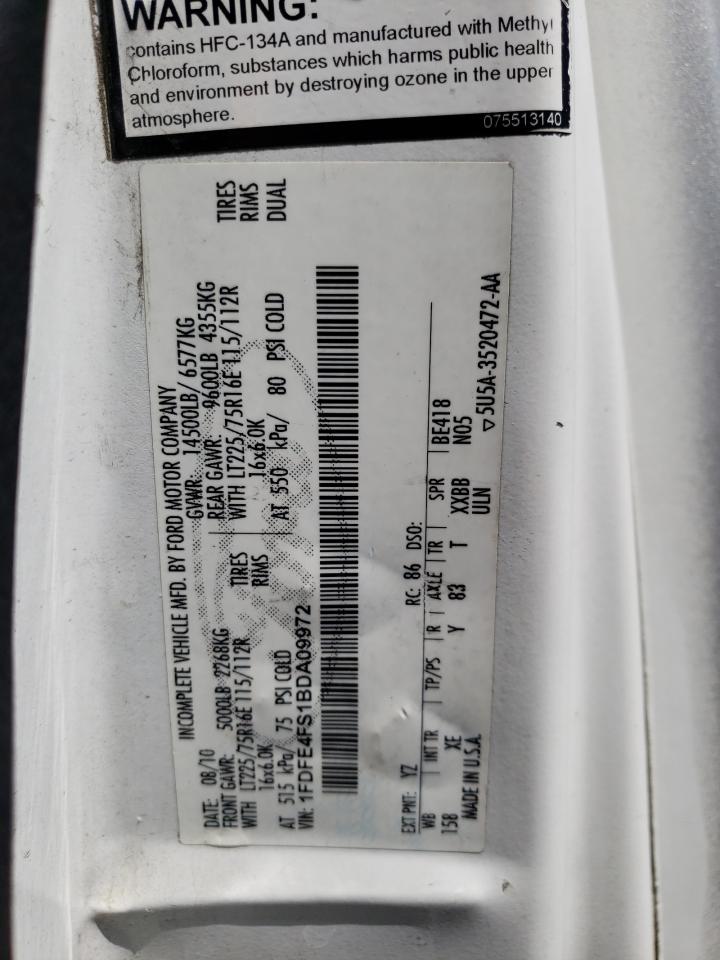 WARNING:
contains HFC-134A and manufactured with Methyl
Chloroform, substances which harms public health
and environment by destroying ozone in the upper
atmosphere.
075513140
INCOMPLETE VEHICLE MFD. BY FORD MOTOR COMPANY
DATE: 08/10 GVWR: 14500LB/ 6577KG
FRONT GAWR: 5000LB 2268KG REAR GAWR: 9600LB 4355KG
WITH LT225/75R16E 115/112R TIRES WITH LT225/75R16E 115/112R TIRES
16x6.0K RIMS 16x6.0K RIMS
AT 515 kPa/ 75 PSI COLD AT 550 kPa/ 80 PSI COLD DUAL
VIN: 1FDFE4FS1BDA09972
EXT PNT: YZ RC: 86 DSO:
WB INT TR TP/PS R AXLE TR SPR BE418
158 XE Y 83 T XXBB N05
MADE IN U.S.A. ULN
▽5U5A-3520472-AA